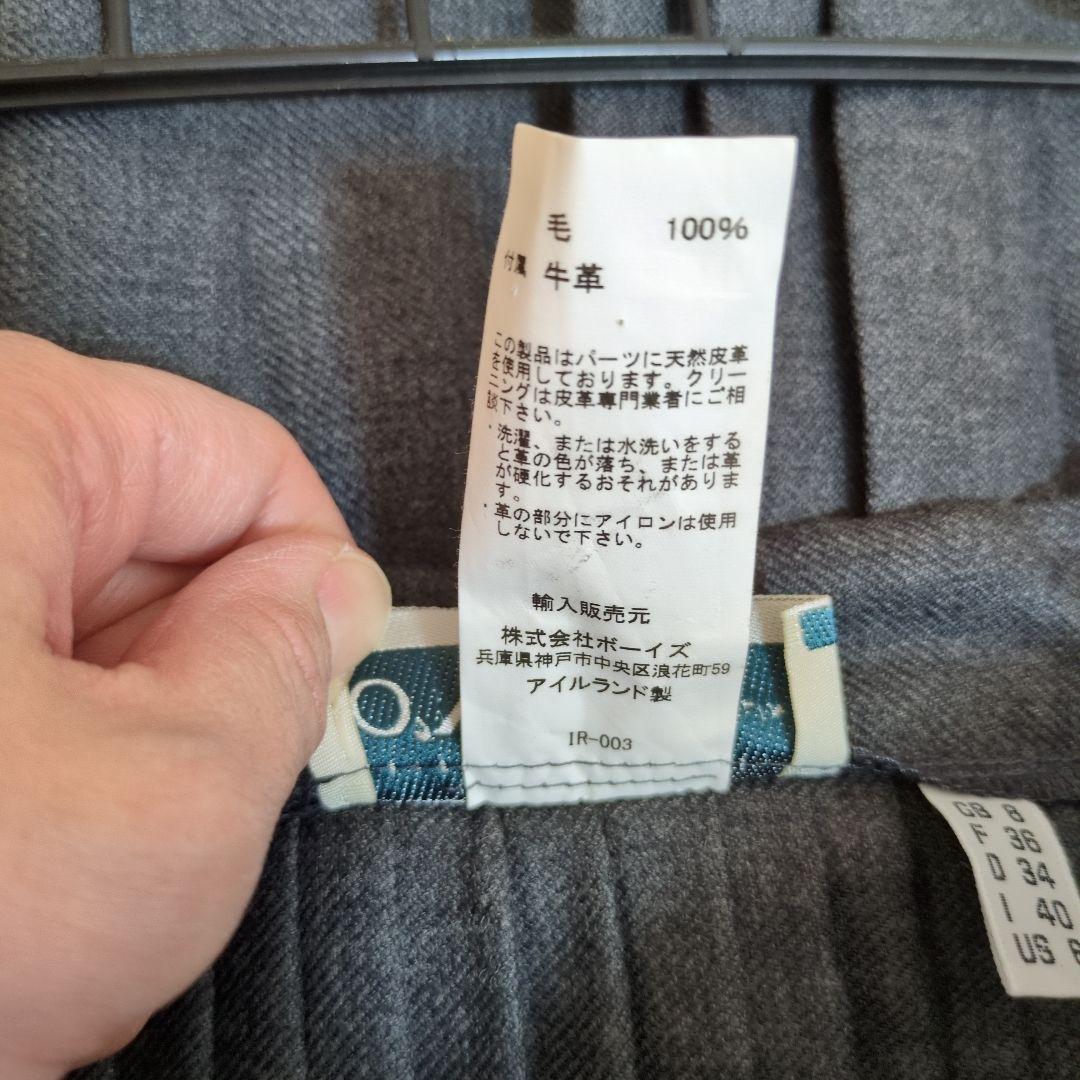 毛 100%
付属 牛革
この製品はパーツに天然皮革
を使用しております。クリー
ニングは皮革専門業者にご相
談下さい。
・洗濯、または水洗いをする
と革の色が落ち、または革
が硬化するおそれがありま
す。
・革の部分にアイロンは使用
しないで下さい。
輸入販売元
株式会社ボーイズ
兵庫県神戸市中央区浪花町59
アイルランド製
IR-003
GB 8
F 36
D 34
I 40
US 6